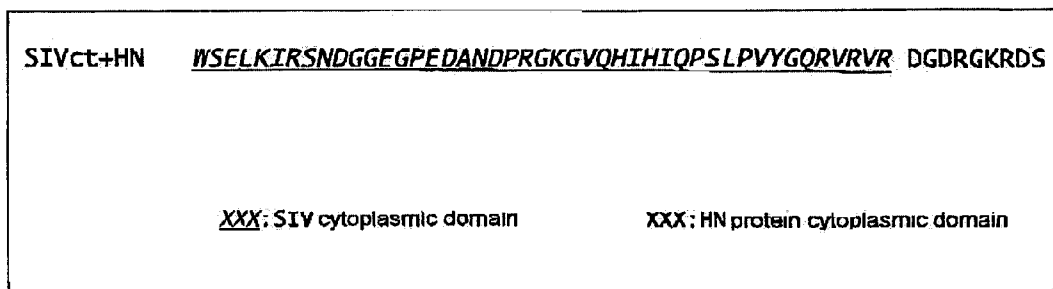 SIVct+HN WSELKIRSNDGGEGPEDANDPRGKGVQHIHIQPSLPVYGQRVRVR DGDRGKRDS
XXX: SIV cytoplasmic domain XXX: HN protein cytoplasmic domain